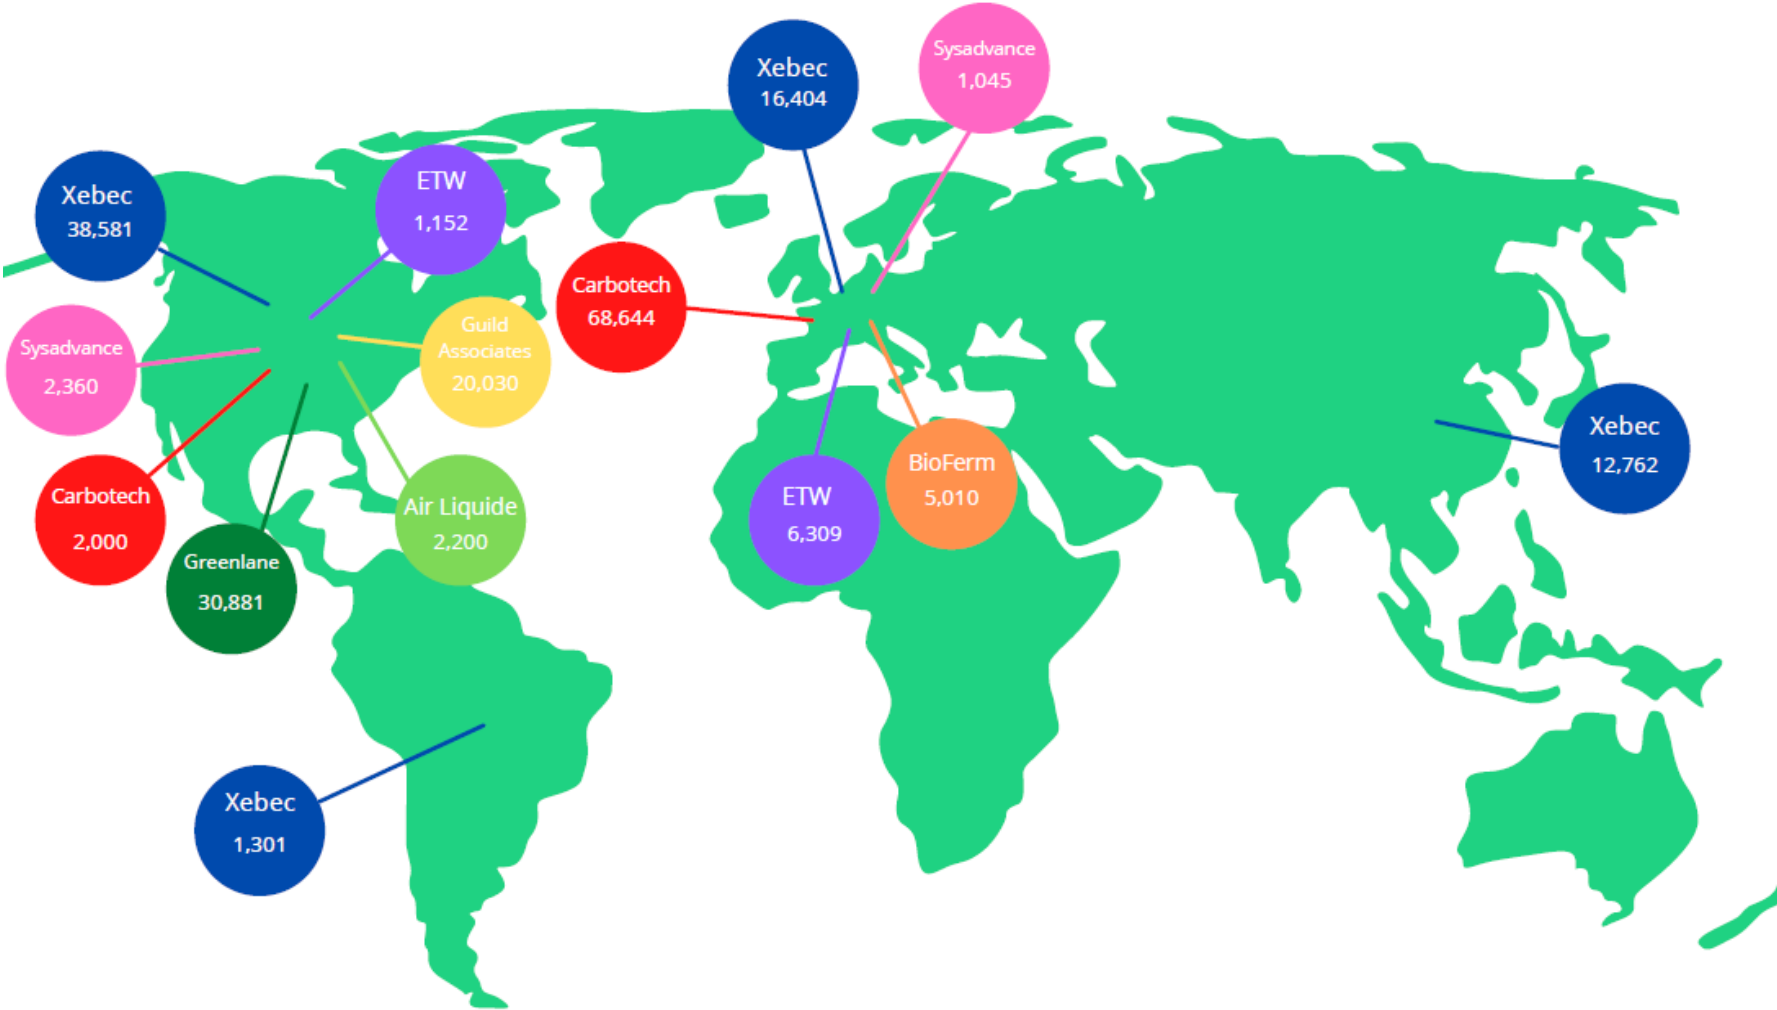 Xebec
16,404
Sysadvance
1,045
Xebec
38,581
ETW
1,152
Carbotech
68,644
Sysadvance
2,360
Guild
Associates
20,030
Xebec
12,762
Carbotech
2,000
Air Liquide
2,200
ETW
6,309
BioFerm
5,010
Greenlane
30,881
Xebec
1,301